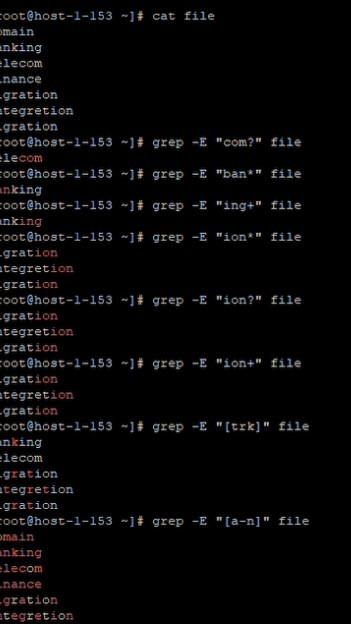 root@host-1-153 ~]# cat file
omain
anking
elecom
inance
igration
ntegretion
igration
root@host-1-153 ~]# grep -E "com?" file
elecom
root@host-1-153 ~]# grep -E "ban*" file
anking
root@host-1-153 ~]# grep -E "ing+" file
anking
root@host-1-153 ~]# grep -E "ion*" file
igration
ntegretion
igration
root@host-1-153 ~]# grep -E "ion?" file
igration
ntegretion
igration
root@host-1-153 ~]# grep -E "ion+" file
igration
ntegretion
igration
root@host-1-153 ~]# grep -E "[trk]" file
anking
elecom
igration
ntegretion
igration
root@host-1-153 ~]# grep -E "[a-n]" file
omain
anking
elecom
inance
igration
ntegretion